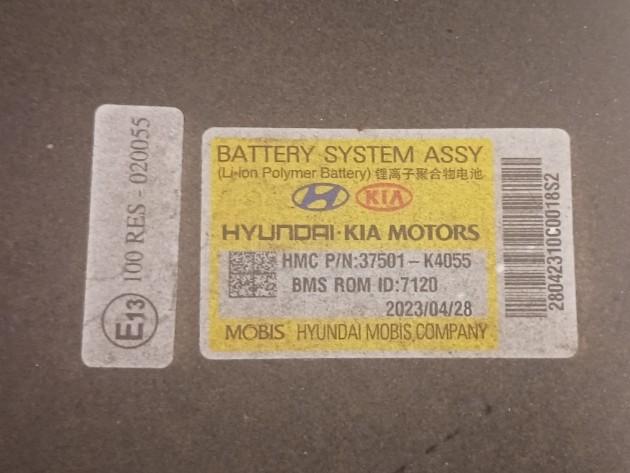 E13 100 RES - 020055
BATTERY SYSTEM ASSY
(Li-ion Polymer Battery) 锂离子聚合物电池
KIA
HYUNDAI·KIA MOTORS
HMC P/N:37501-K4055
BMS ROM ID:7120
2023/04/28
MOBIS HYUNDAI MOBIS COMPANY
28042310C0018S2